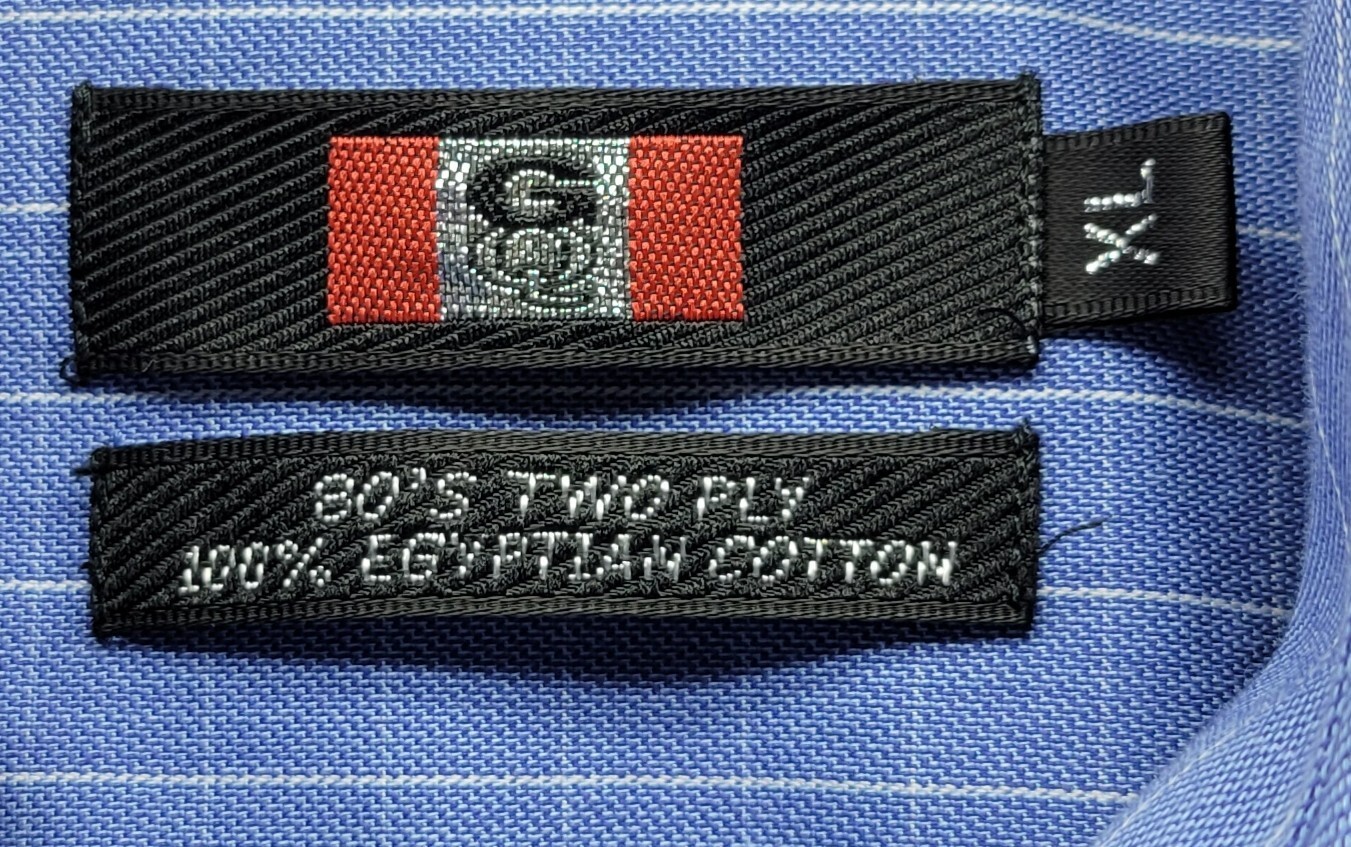 G
XL
80'S TWO PLY
100% EGYPTIAN COTTON